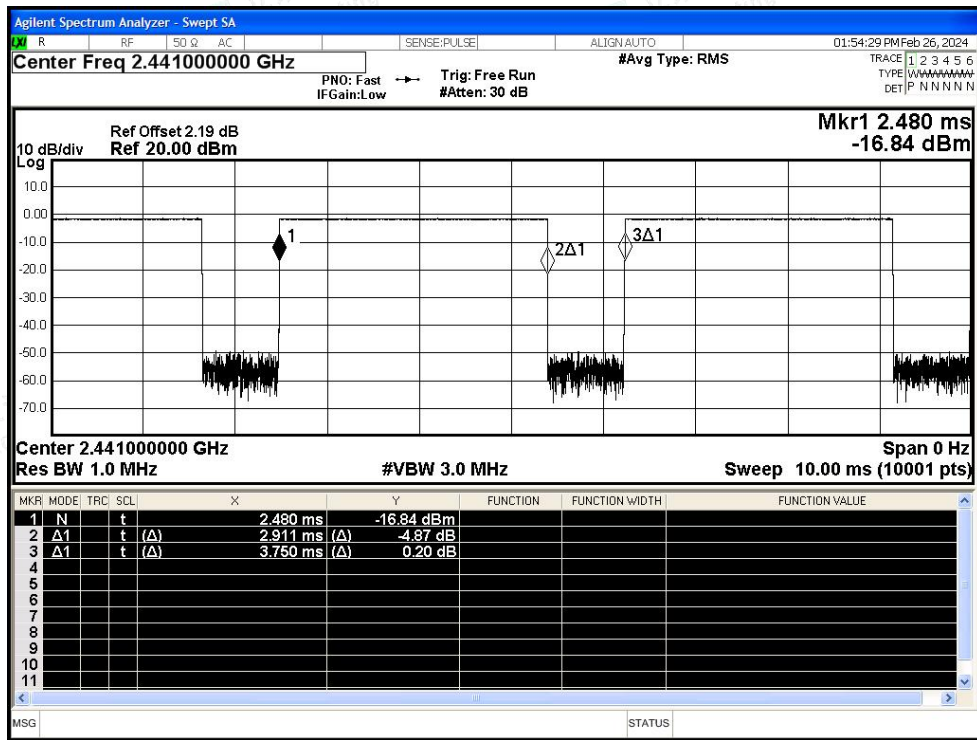 Agilent Spectrum Analyzer - Swept SA
LXI R RF 50 Ω AC SENSE:PULSE ALIGN AUTO 01:54:29 PM Feb 26, 2024
Center Freq 2.441000000 GHz
#Avg Type: RMS
TRACE 1 2 3 4 5 6
PNO: Fast Trig: Free Run
TYPE WWWWWW
IFGain:Low #Atten: 30 dB
DET P N N N N N
Mkr1 2.480 ms
-16.84 dBm
Ref Offset 2.19 dB
10 dB/div Ref 20.00 dBm
Log
10.0
0.00
-10.0
-20.0
-30.0
-40.0
-50.0
-60.0
-70.0
1
2Δ1
3Δ1
Center 2.441000000 GHz Span 0 Hz
Res BW 1.0 MHz #VBW 3.0 MHz Sweep 10.00 ms (10001 pts)
MKR MODE TRC SCL X Y FUNCTION FUNCTION WIDTH FUNCTION VALUE
1 N t 2.480 ms -16.84 dBm
2 Δ1 t (Δ) 2.911 ms (Δ) -4.87 dB
3 Δ1 t (Δ) 3.750 ms (Δ) 0.20 dB
4
5
6
7
8
9
10
11
MSG STATUS